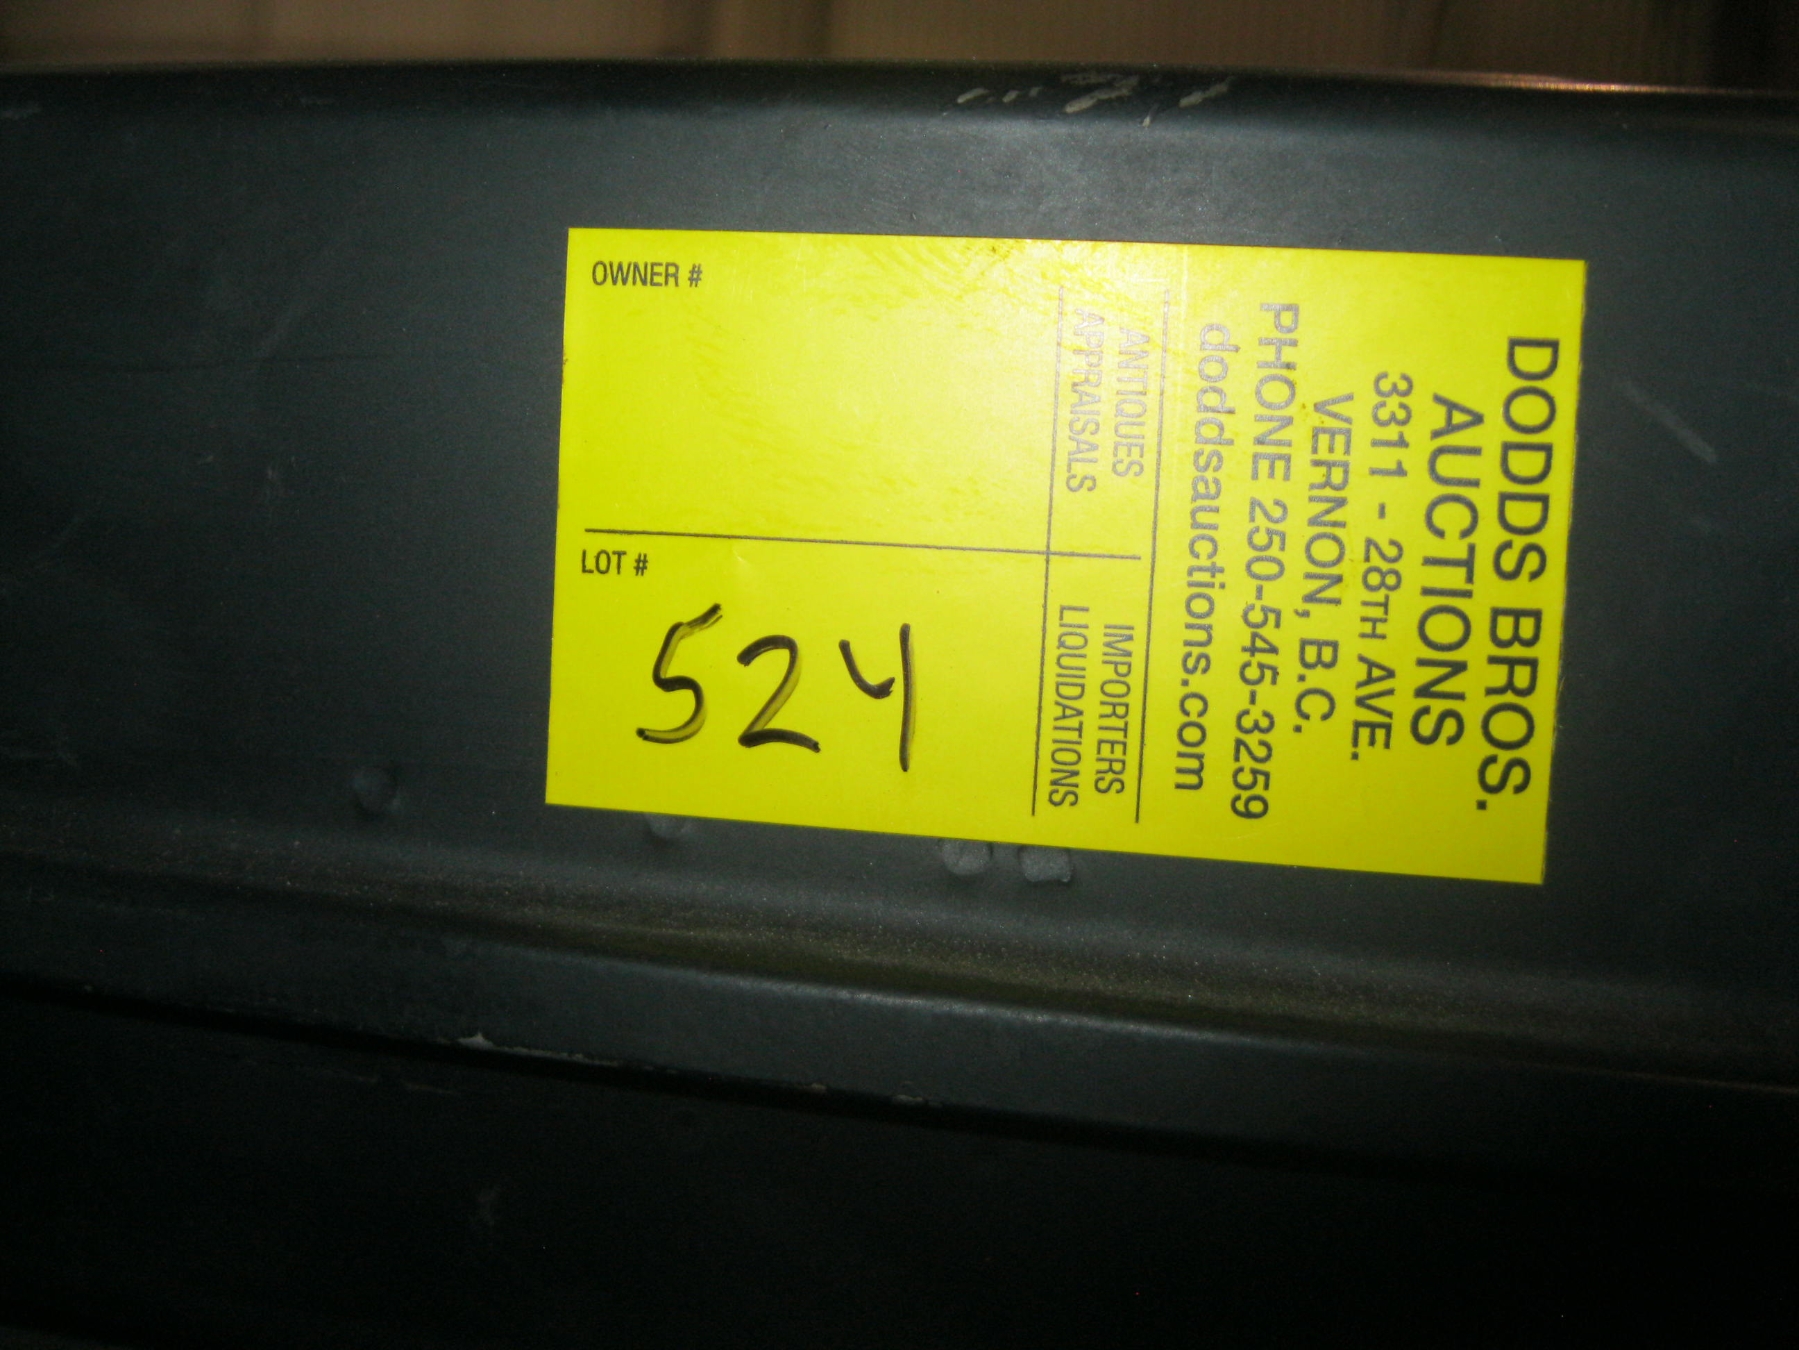 DODDS BROS.
AUCTIONS
3311 - 28TH AVE.
VERNON, B.C.
PHONE 250-545-3259
doddsauctions.com
ANTIQUES
APPRAISALS
IMPORTERS
LIQUIDATIONS
OWNER #
LOT #
524